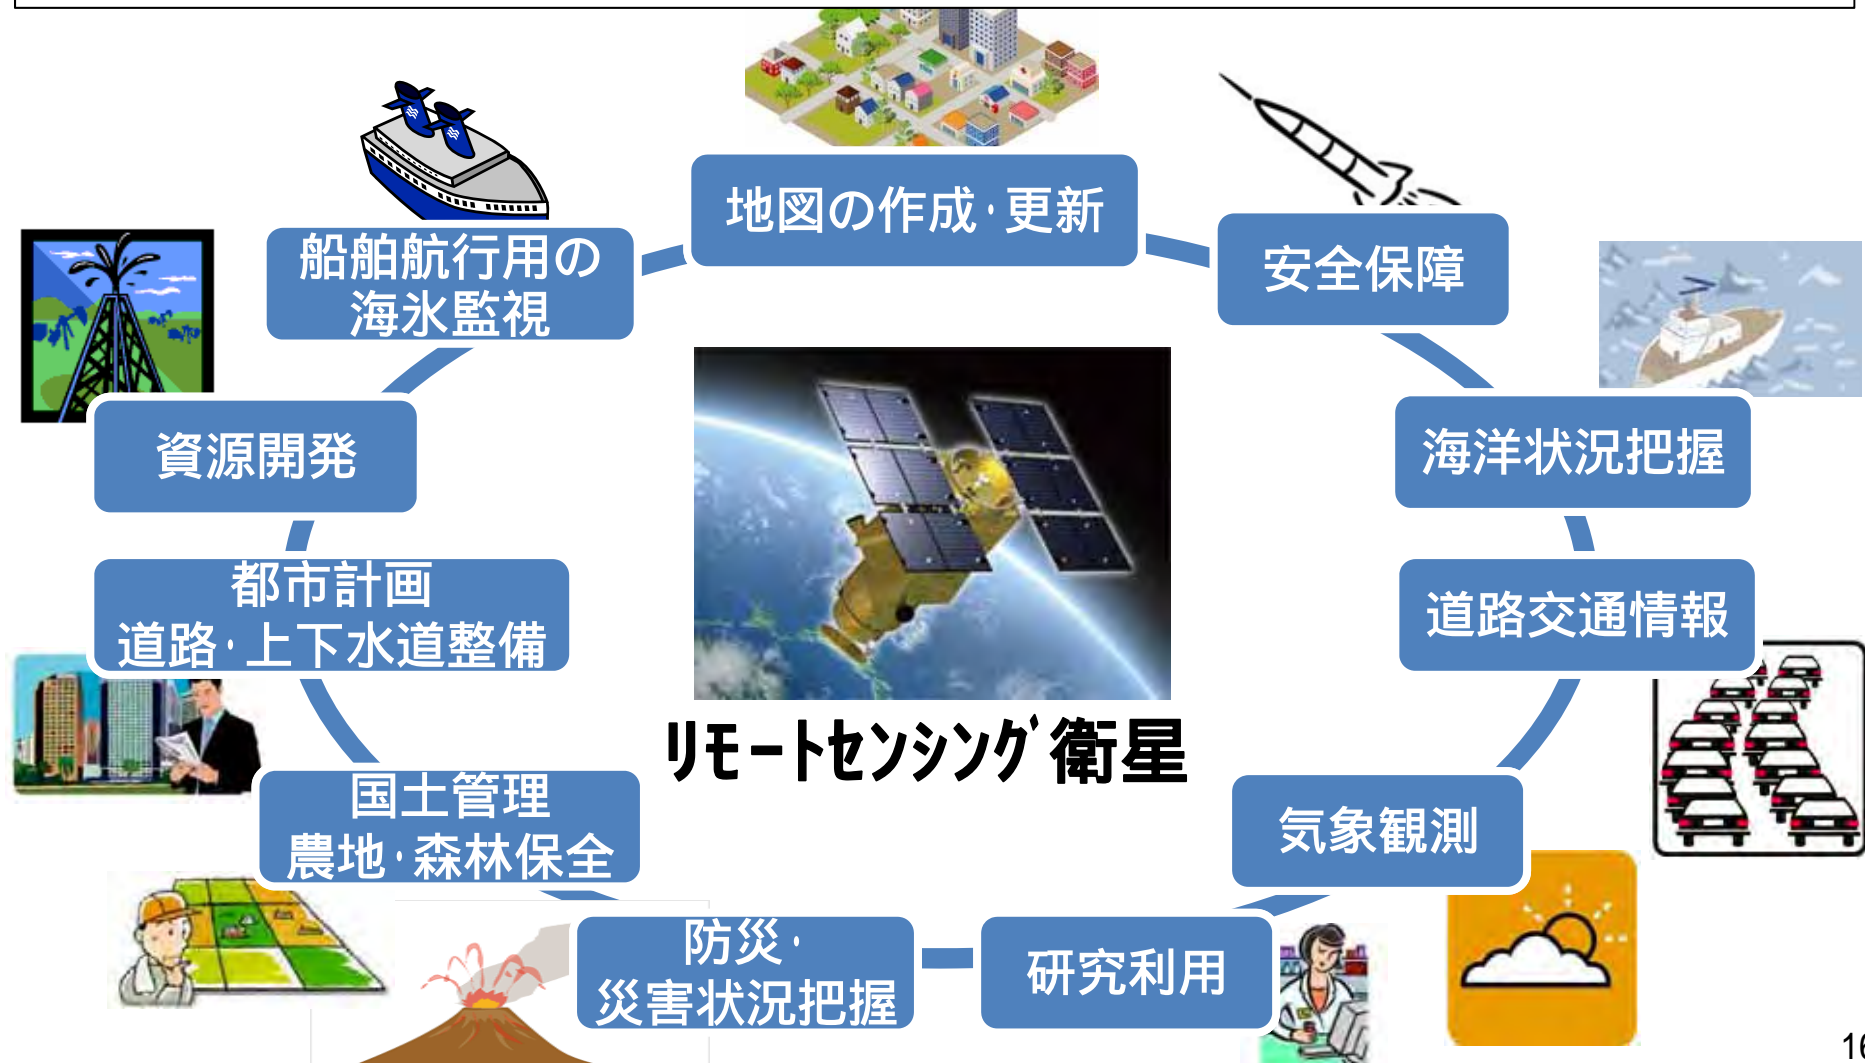 地図の作成・更新
安全保障
海洋状況把握
道路交通情報
気象観測
研究利用
防災・
災害状況把握
国土管理
農地・森林保全
都市計画
道路・上下水道整備
資源開発
船舶航行用の
海氷監視
ﾘﾓｰﾄｾﾝｼﾝｸﾞ衛星
16